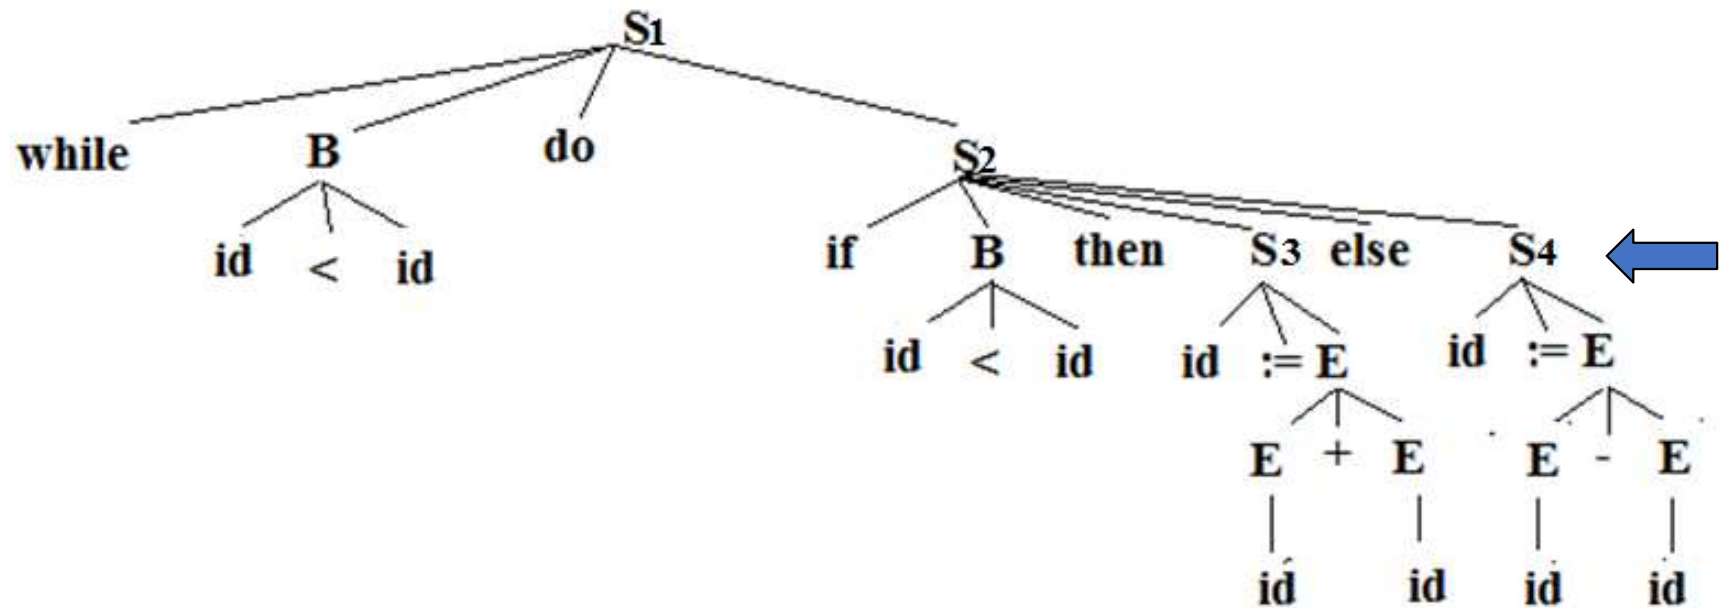 S1
while B do S2
id < id if B then S3 else S4
id < id id := E id := E
E + E E - E
id id id id